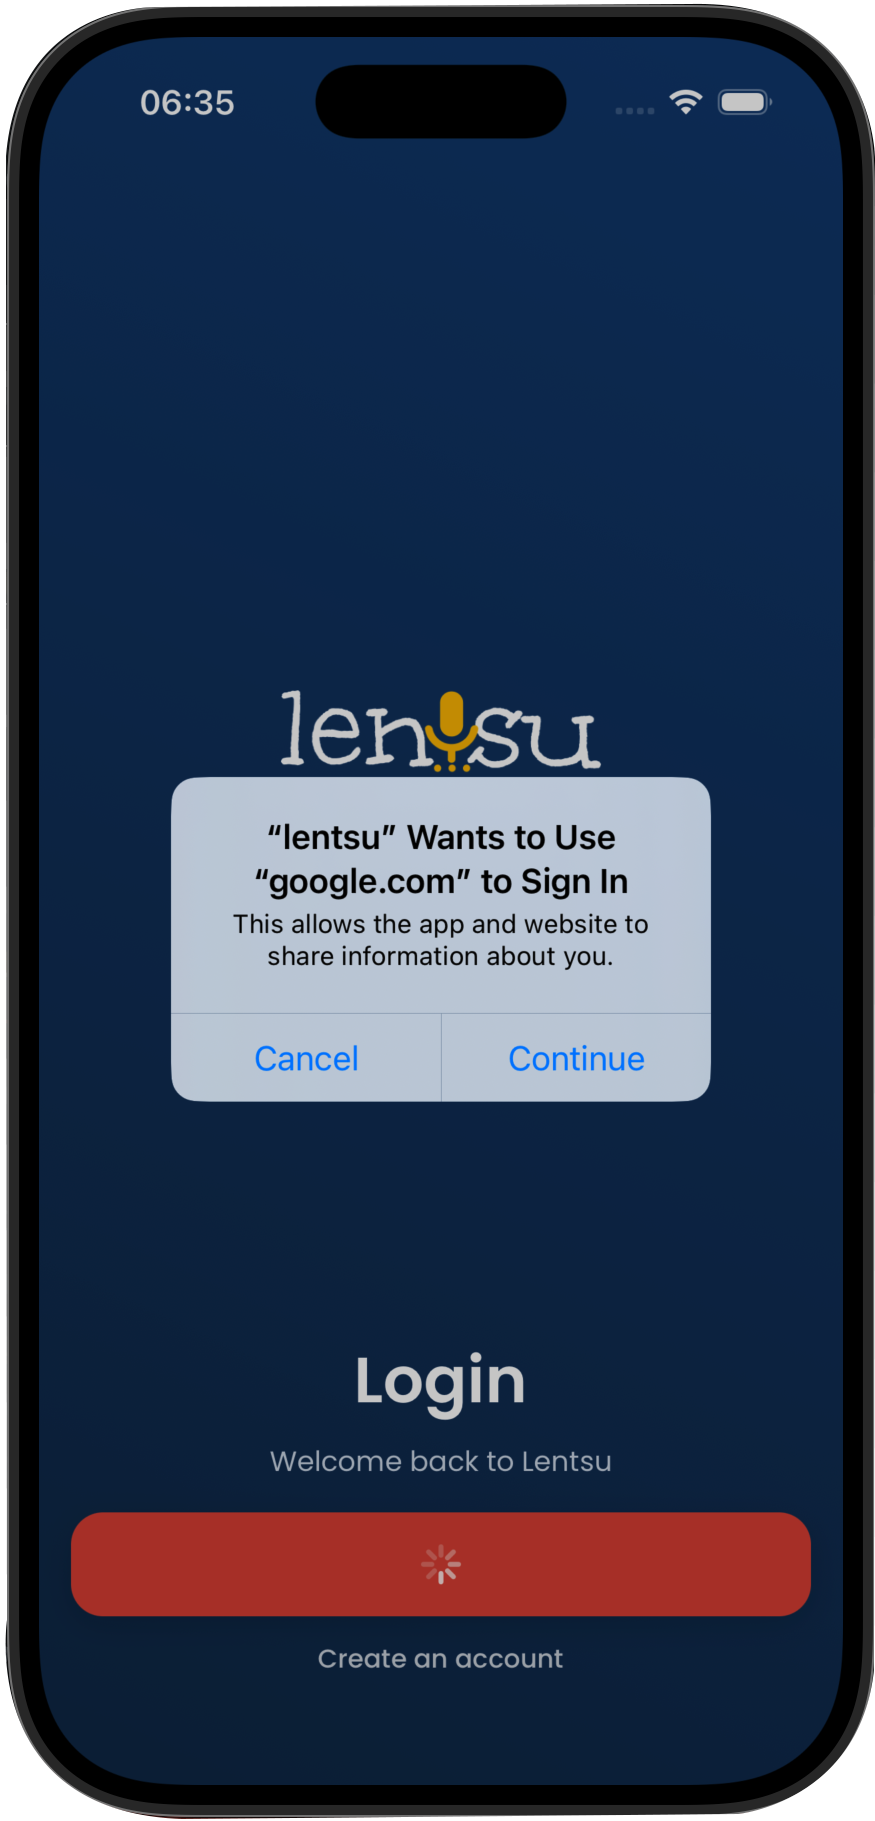 06:35
lentsu
“lentsu” Wants to Use
“google.com” to Sign In
This allows the app and website to
share information about you.
Cancel
Continue
Login
Welcome back to Lentsu
Create an account